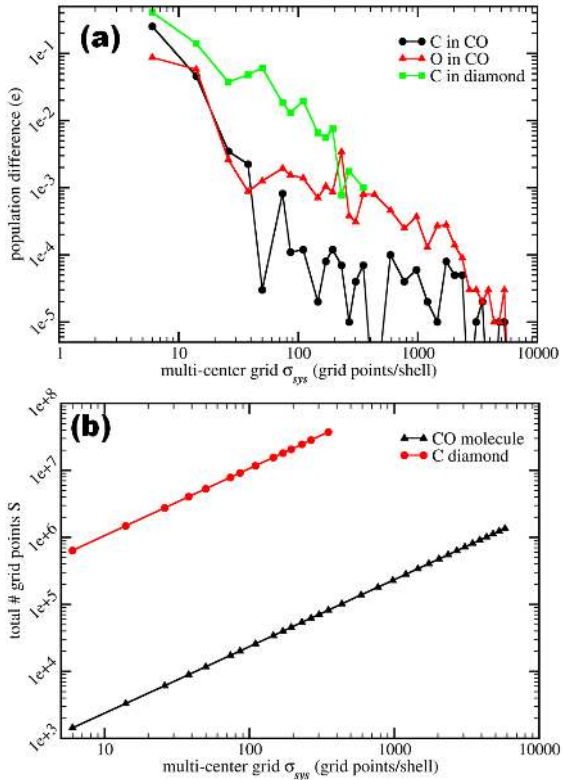 (a)
C in CO
O in CO
C in diamond
population difference (e)
1e-1
1e-2
1e-3
1e-4
1e-5
1 10 100 1000 10000
multi-center grid σsys (grid points/shell)
(b)
CO molecule
C diamond
total # grid points S
1e+8
1e+7
1e+6
1e+5
1e+4
1e+3
10 100 1000 10000
multi-center grid σsys (grid points/shell)